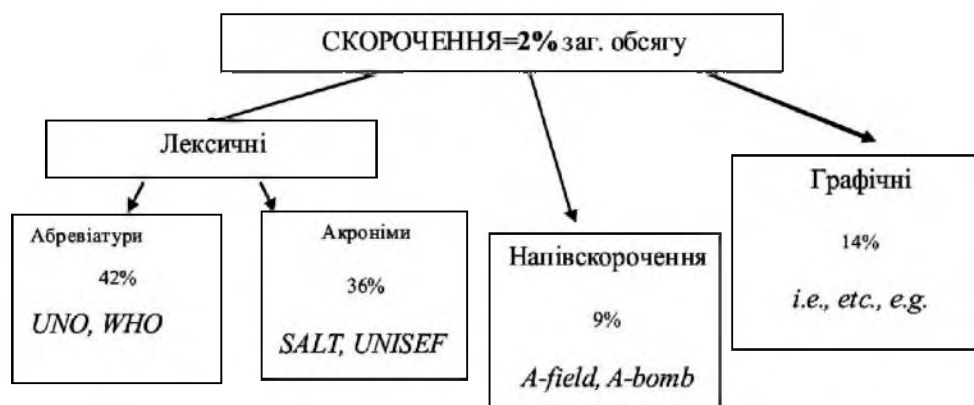 СКОРОЧЕННЯ=2% заг. обсягу
Лексичні
Абревіатури
42%
UNO, WHO
Акроніми
36%
SALT, UNISEF
Напівскорочення
9%
A-field, A-bomb
Графічні
14%
i.e., etc., e.g.